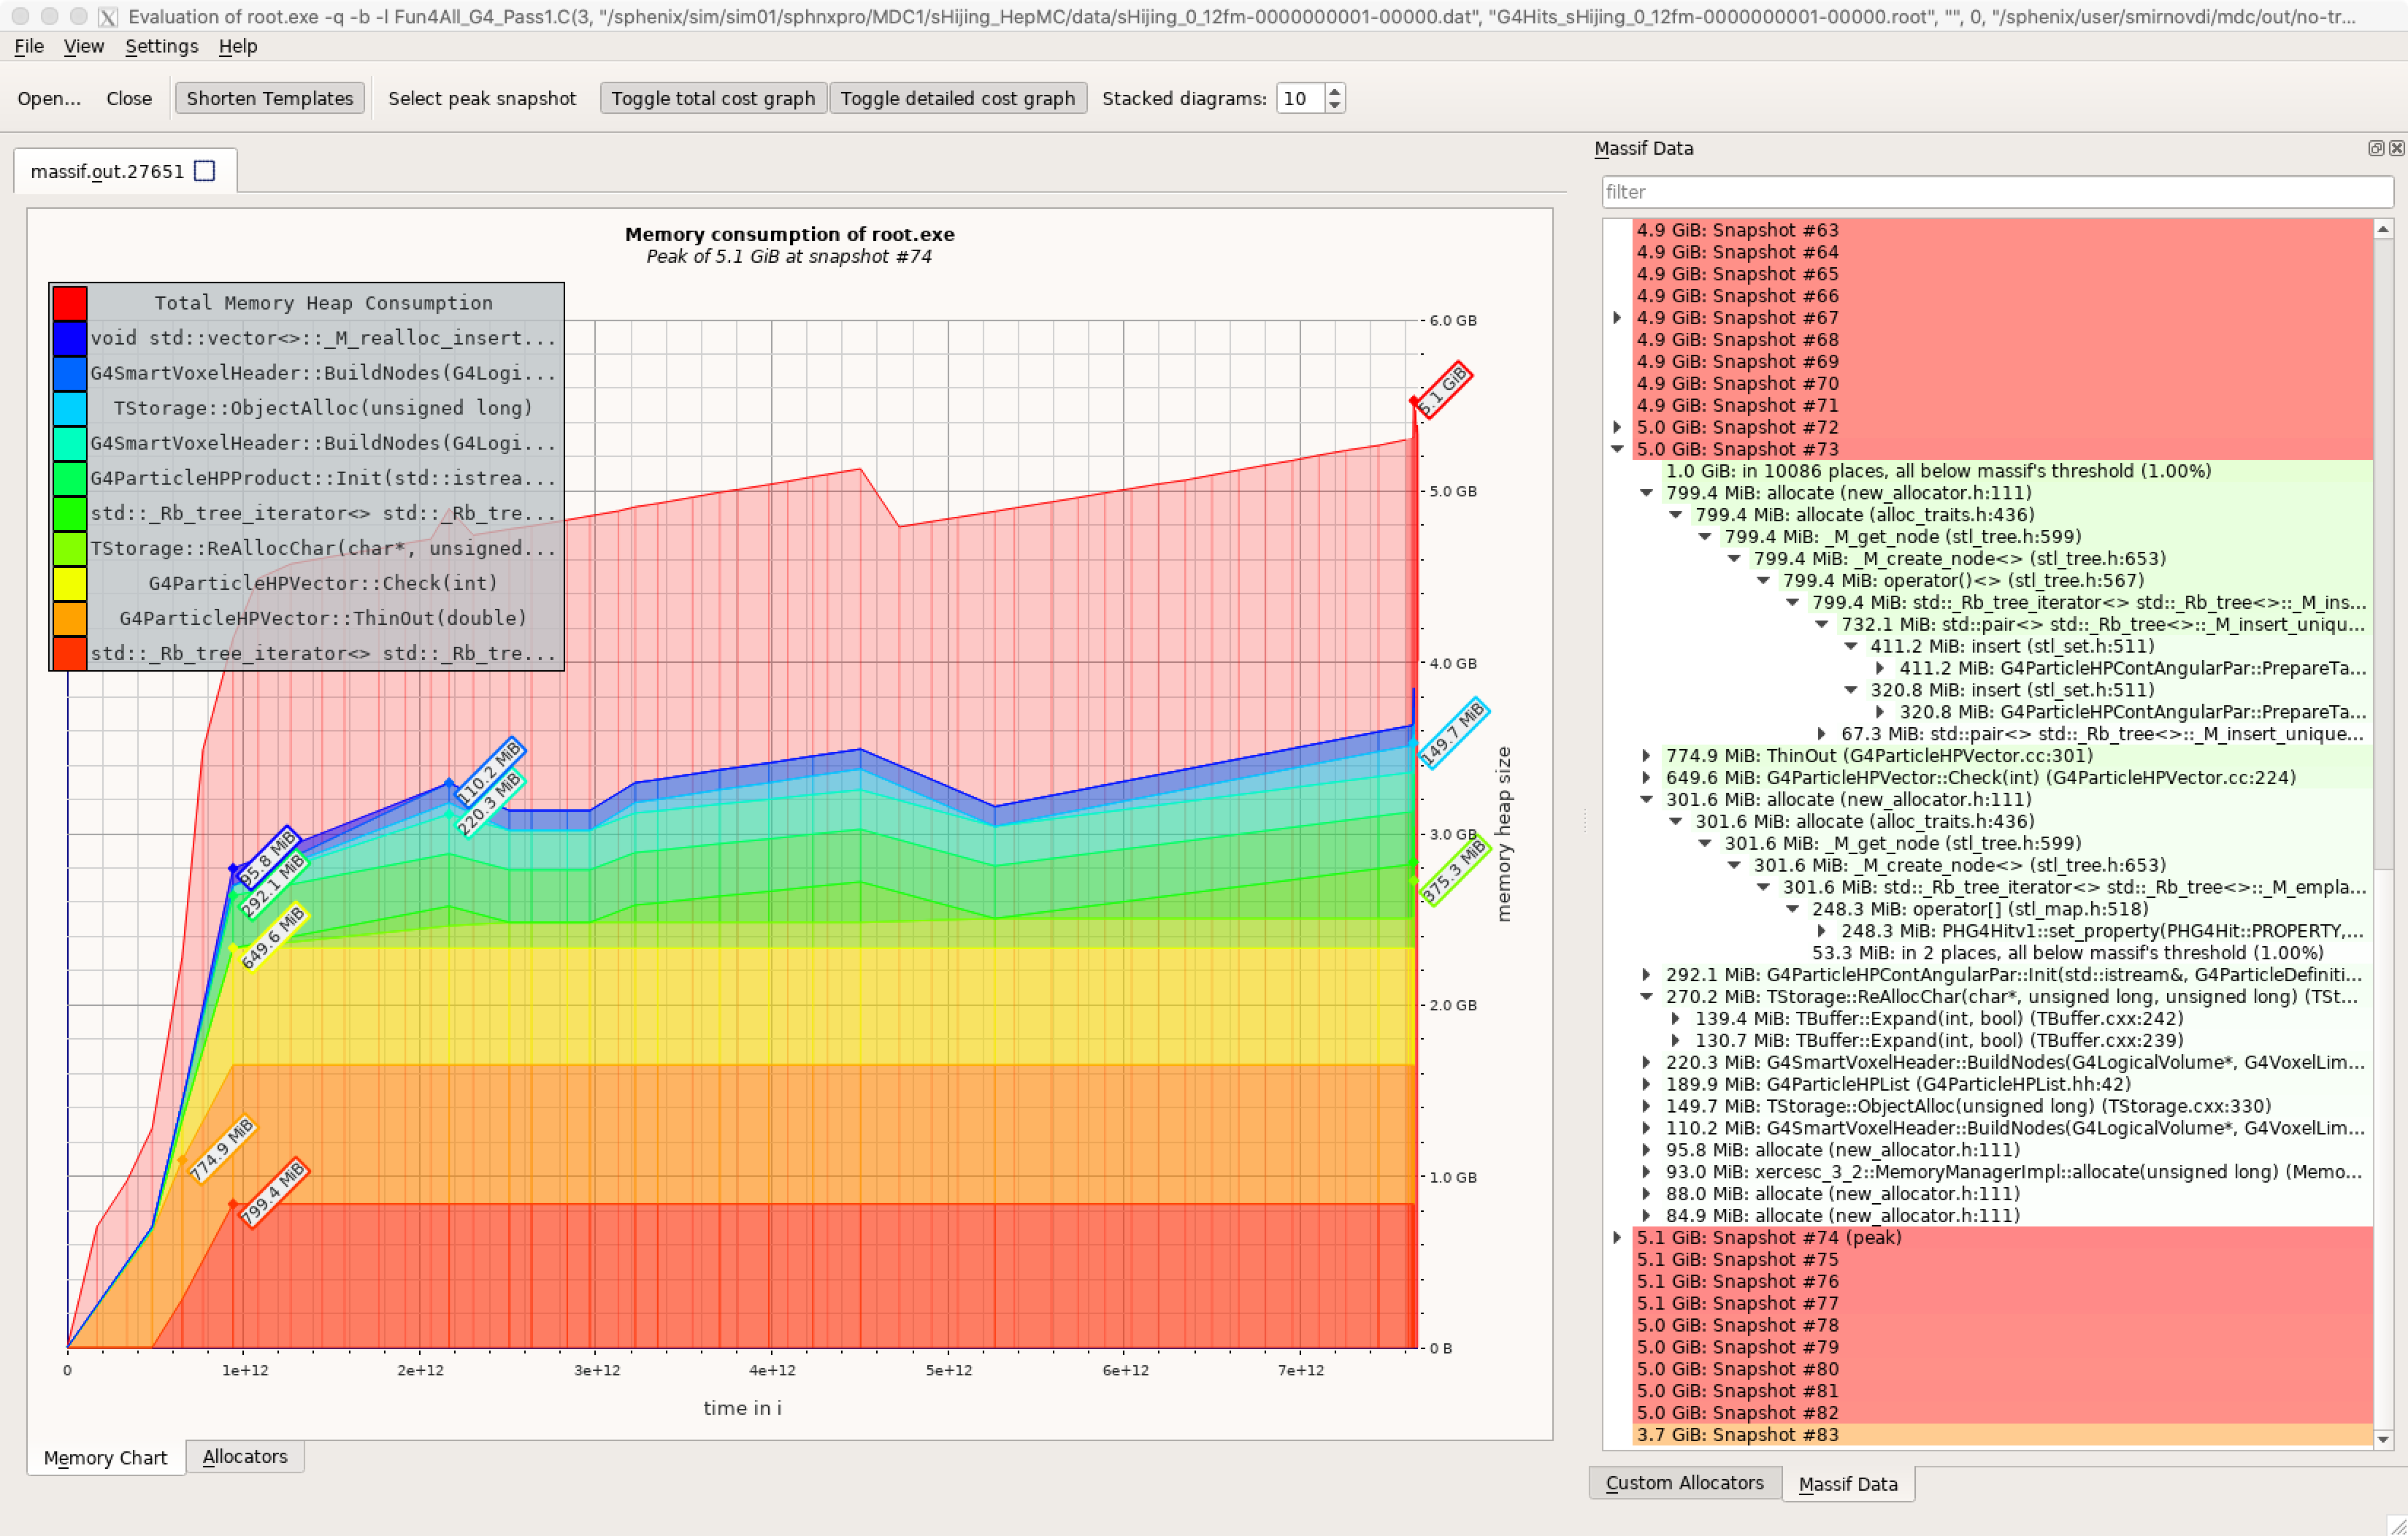 Evaluation of root.exe -q -b -l Fun4All_G4_Pass1.C(3, "/sphenix/sim/sim01/sphnxpro/MDC1/sHijing_HepMC/data/sHijing_0_12fm-0000000001-00000.dat", "G4Hits_sHijing_0_12fm-0000000001-00000.root", "", 0, "/sphenix/user/smirnovdi/mdc/out/no-tr...
File View Settings Help
Open... Close Shorten Templates Select peak snapshot Toggle total cost graph Toggle detailed cost graph Stacked diagrams: 10
massif.out.27651
Memory consumption of root.exe
Peak of 5.1 GiB at snapshot #74
Total Memory Heap Consumption
void std::vector<>::_M_realloc_insert...
G4SmartVoxelHeader::BuildNodes(G4Logi...
TStorage::ObjectAlloc(unsigned long)
G4SmartVoxelHeader::BuildNodes(G4Logi...
G4ParticleHPProduct::Init(std::istrea...
std::_Rb_tree_iterator<> std::_Rb_tre...
TStorage::ReAllocChar(char*, unsigned...
G4ParticleHPVector::Check(int)
G4ParticleHPVector::ThinOut(double)
std::_Rb_tree_iterator<> std::_Rb_tre...
6.0 GB
5.0 GB
4.0 GB
3.0 GB
2.0 GB
1.0 GB
0 B
5.1 GiB
149.7 MiB
375.3 MiB
110.2 MiB
220.3 MiB
95.8 MiB
292.1 MiB
649.6 MiB
774.9 MiB
799.4 MiB
memory heap size
0 1e+12 2e+12 3e+12 4e+12 5e+12 6e+12 7e+12
time in i
Memory Chart Allocators
Massif Data
filter
4.9 GiB: Snapshot #63
4.9 GiB: Snapshot #64
4.9 GiB: Snapshot #65
4.9 GiB: Snapshot #66
4.9 GiB: Snapshot #67
4.9 GiB: Snapshot #68
4.9 GiB: Snapshot #69
4.9 GiB: Snapshot #70
4.9 GiB: Snapshot #71
5.0 GiB: Snapshot #72
5.0 GiB: Snapshot #73
1.0 GiB: in 10086 places, all below massif's threshold (1.00%)
799.4 MiB: allocate (new_allocator.h:111)
799.4 MiB: allocate (alloc_traits.h:436)
799.4 MiB: _M_get_node (stl_tree.h:599)
799.4 MiB: _M_create_node<> (stl_tree.h:653)
799.4 MiB: operator()<> (stl_tree.h:567)
799.4 MiB: std::_Rb_tree_iterator<> std::_Rb_tree<>::_M_ins...
732.1 MiB: std::pair<> std::_Rb_tree<>::_M_insert_uniqu...
411.2 MiB: insert (stl_set.h:511)
411.2 MiB: G4ParticleHPContAngularPar::PrepareTa...
320.8 MiB: insert (stl_set.h:511)
320.8 MiB: G4ParticleHPContAngularPar::PrepareTa...
67.3 MiB: std::pair<> std::_Rb_tree<>::_M_insert_unique...
774.9 MiB: ThinOut (G4ParticleHPVector.cc:301)
649.6 MiB: G4ParticleHPVector::Check(int) (G4ParticleHPVector.cc:224)
301.6 MiB: allocate (new_allocator.h:111)
301.6 MiB: allocate (alloc_traits.h:436)
301.6 MiB: _M_get_node (stl_tree.h:599)
301.6 MiB: _M_create_node<> (stl_tree.h:653)
301.6 MiB: std::_Rb_tree_iterator<> std::_Rb_tree<>::_M_empla...
248.3 MiB: operator[] (stl_map.h:518)
248.3 MiB: PHG4Hitv1::set_property(PHG4Hit::PROPERTY,...
53.3 MiB: in 2 places, all below massif's threshold (1.00%)
292.1 MiB: G4ParticleHPContAngularPar::Init(std::istream&, G4ParticleDefiniti...
270.2 MiB: TStorage::ReAllocChar(char*, unsigned long, unsigned long) (TSt...
139.4 MiB: TBuffer::Expand(int, bool) (TBuffer.cxx:242)
130.7 MiB: TBuffer::Expand(int, bool) (TBuffer.cxx:239)
220.3 MiB: G4SmartVoxelHeader::BuildNodes(G4LogicalVolume*, G4VoxelLim...
189.9 MiB: G4ParticleHPList (G4ParticleHPList.hh:42)
149.7 MiB: TStorage::ObjectAlloc(unsigned long) (TStorage.cxx:330)
110.2 MiB: G4SmartVoxelHeader::BuildNodes(G4LogicalVolume*, G4VoxelLim...
95.8 MiB: allocate (new_allocator.h:111)
93.0 MiB: xercesc_3_2::MemoryManagerImpl::allocate(unsigned long) (Memo...
88.0 MiB: allocate (new_allocator.h:111)
84.9 MiB: allocate (new_allocator.h:111)
5.1 GiB: Snapshot #74 (peak)
5.1 GiB: Snapshot #75
5.1 GiB: Snapshot #76
5.1 GiB: Snapshot #77
5.0 GiB: Snapshot #78
5.0 GiB: Snapshot #79
5.0 GiB: Snapshot #80
5.0 GiB: Snapshot #81
5.0 GiB: Snapshot #82
3.7 GiB: Snapshot #83
Custom Allocators Massif Data